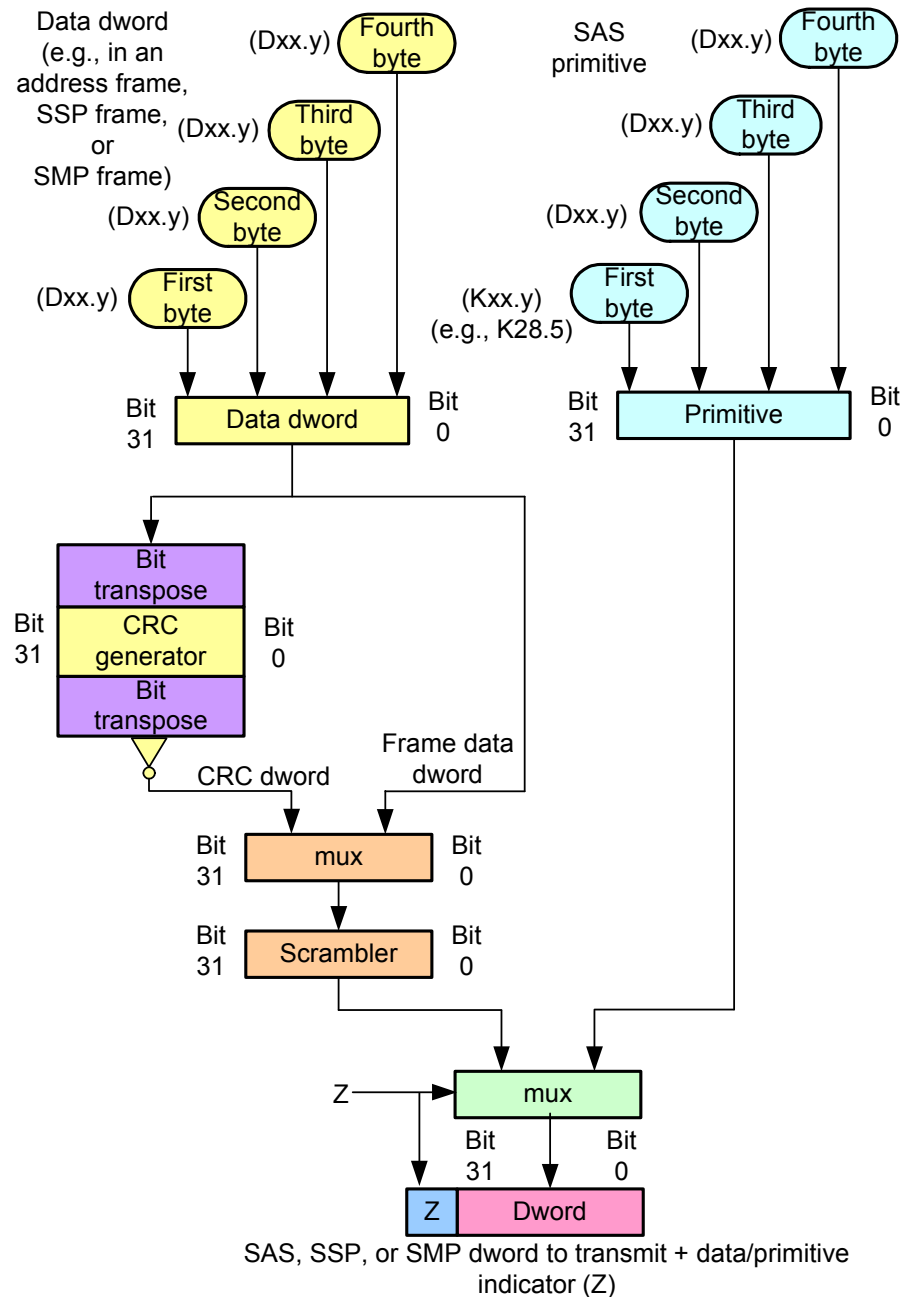 Data dword
(e.g., in an
address frame,
SSP frame,
or
SMP frame)
(Dxx.y)
Fourth
byte
(Dxx.y)
Third
byte
(Dxx.y)
Second
byte
(Dxx.y)
First
byte
SAS
primitive
(Dxx.y)
Fourth
byte
(Dxx.y)
Third
byte
(Dxx.y)
Second
byte
(Kxx.y)
(e.g., K28.5)
First
byte
Bit
31
Data dword
Bit
0
Bit
31
Primitive
Bit
0
Bit
transpose
Bit
31
CRC
generator
Bit
0
Bit
transpose
CRC dword
Frame data
dword
Bit
31
mux
Bit
0
Bit
31
Scrambler
Bit
0
Z
mux
Bit
31
Bit
0
Z
Dword
SAS, SSP, or SMP dword to transmit + data/primitive
indicator (Z)